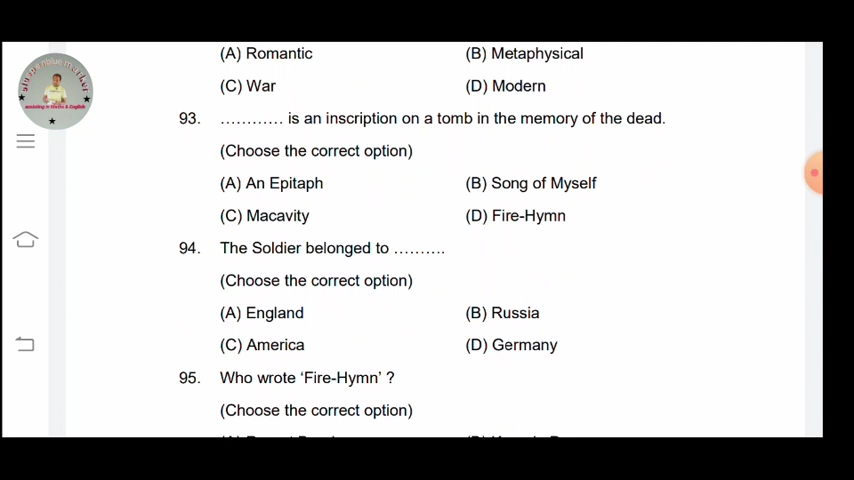 (A) Romantic (B) Metaphysical
(C) War (D) Modern
93. ............ is an inscription on a tomb in the memory of the dead.
(Choose the correct option)
(A) An Epitaph (B) Song of Myself
(C) Macavity (D) Fire-Hymn
94. The Soldier belonged to ..........
(Choose the correct option)
(A) England (B) Russia
(C) America (D) Germany
95. Who wrote ‘Fire-Hymn’ ?
(Choose the correct option)